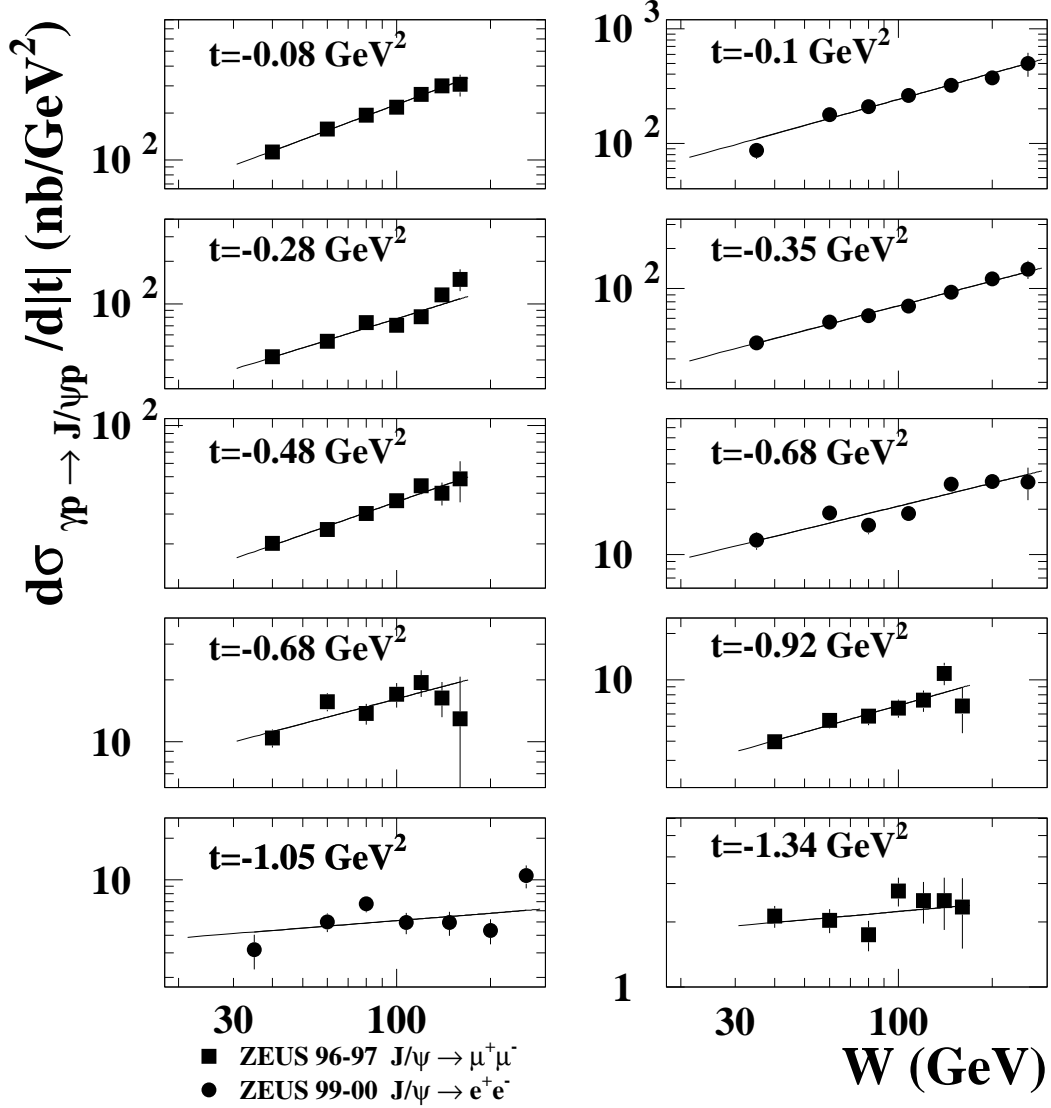 dσ γp → J/ψp /d|t| (nb/GeV²)
t=-0.08 GeV²
10²
t=-0.1 GeV²
10³
10²
t=-0.28 GeV²
10²
t=-0.35 GeV²
10²
t=-0.48 GeV²
10²
t=-0.68 GeV²
10
t=-0.68 GeV²
10
t=-0.92 GeV²
10
t=-1.05 GeV²
10
t=-1.34 GeV²
1
30 100
30 100
W (GeV)
■ ZEUS 96-97 J/ψ → μ⁺μ⁻
● ZEUS 99-00 J/ψ → e⁺e⁻